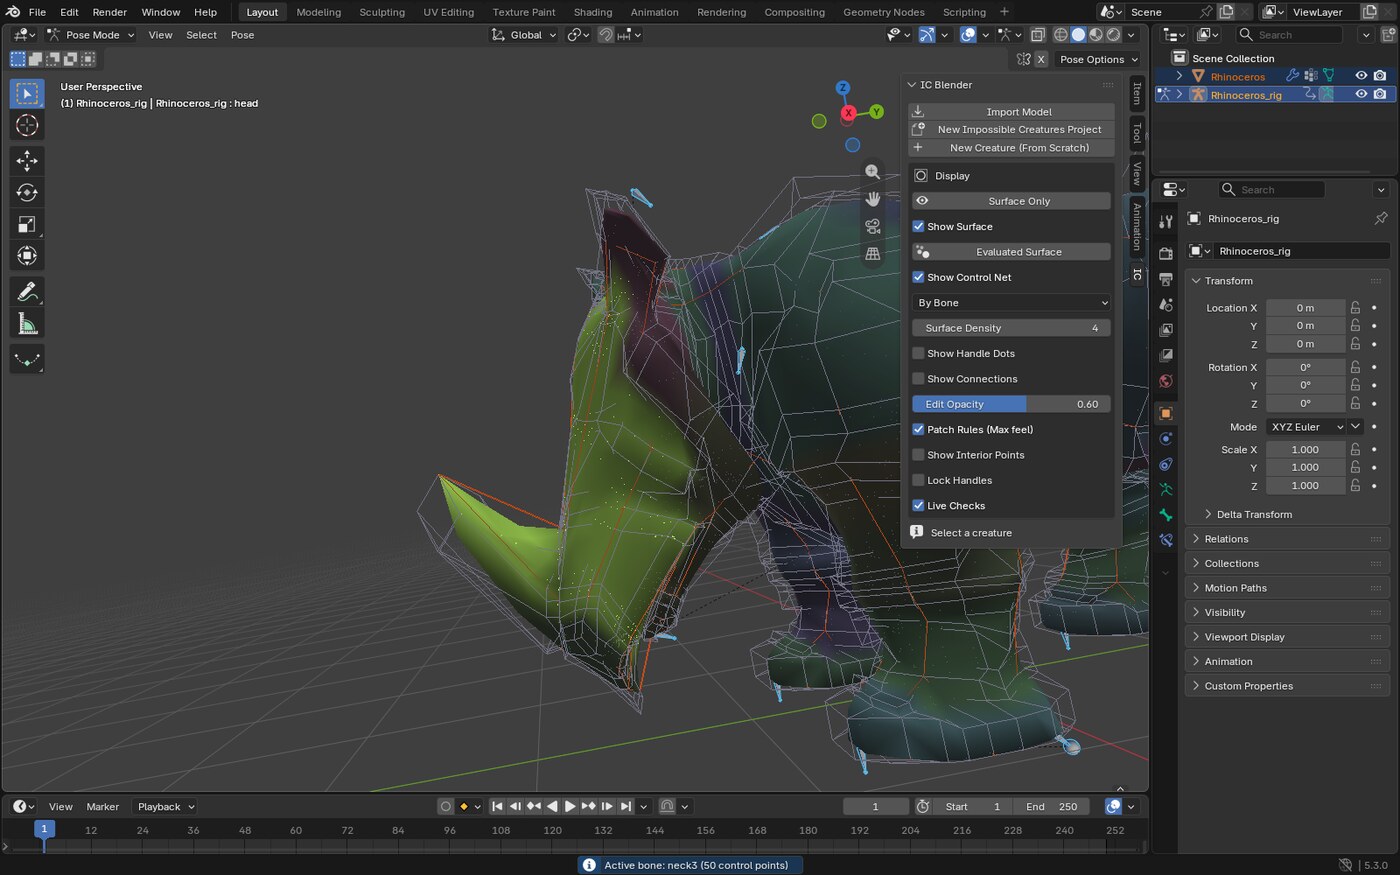 File Edit Render Window Help Layout Modeling Sculpting UV Editing Texture Paint Shading Animation Rendering Compositing Geometry Nodes Scripting + Scene ViewLayer
Pose Mode View Select Pose Global Search
X Pose Options
User Perspective
(1) Rhinoceros_rig | Rhinoceros_rig : head
Z
X
Y
IC Blender
Import Model
New Impossible Creatures Project
New Creature (From Scratch)
Display
Surface Only
Show Surface
Evaluated Surface
Show Control Net
By Bone
Surface Density 4
Show Handle Dots
Show Connections
Edit Opacity 0.60
Patch Rules (Max feel)
Show Interior Points
Lock Handles
Live Checks
Select a creature
Item
Tool
View
Animation
IC
Scene Collection
Rhinoceros
Rhinoceros_rig
Search
Rhinoceros_rig
Rhinoceros_rig
Transform
Location X 0 m
Y 0 m
Z 0 m
Rotation X 0°
Y 0°
Z 0°
Mode XYZ Euler
Scale X 1.000
Y 1.000
Z 1.000
Delta Transform
Relations
Collections
Motion Paths
Visibility
Viewport Display
Animation
Custom Properties
View Marker Playback 1 Start 1 End 250
1 12 24 36 48 60 72 84 96 108 120 132 144 156 168 180 192 204 216 228 240 252
Active bone: neck3 (50 control points)
5.3.0